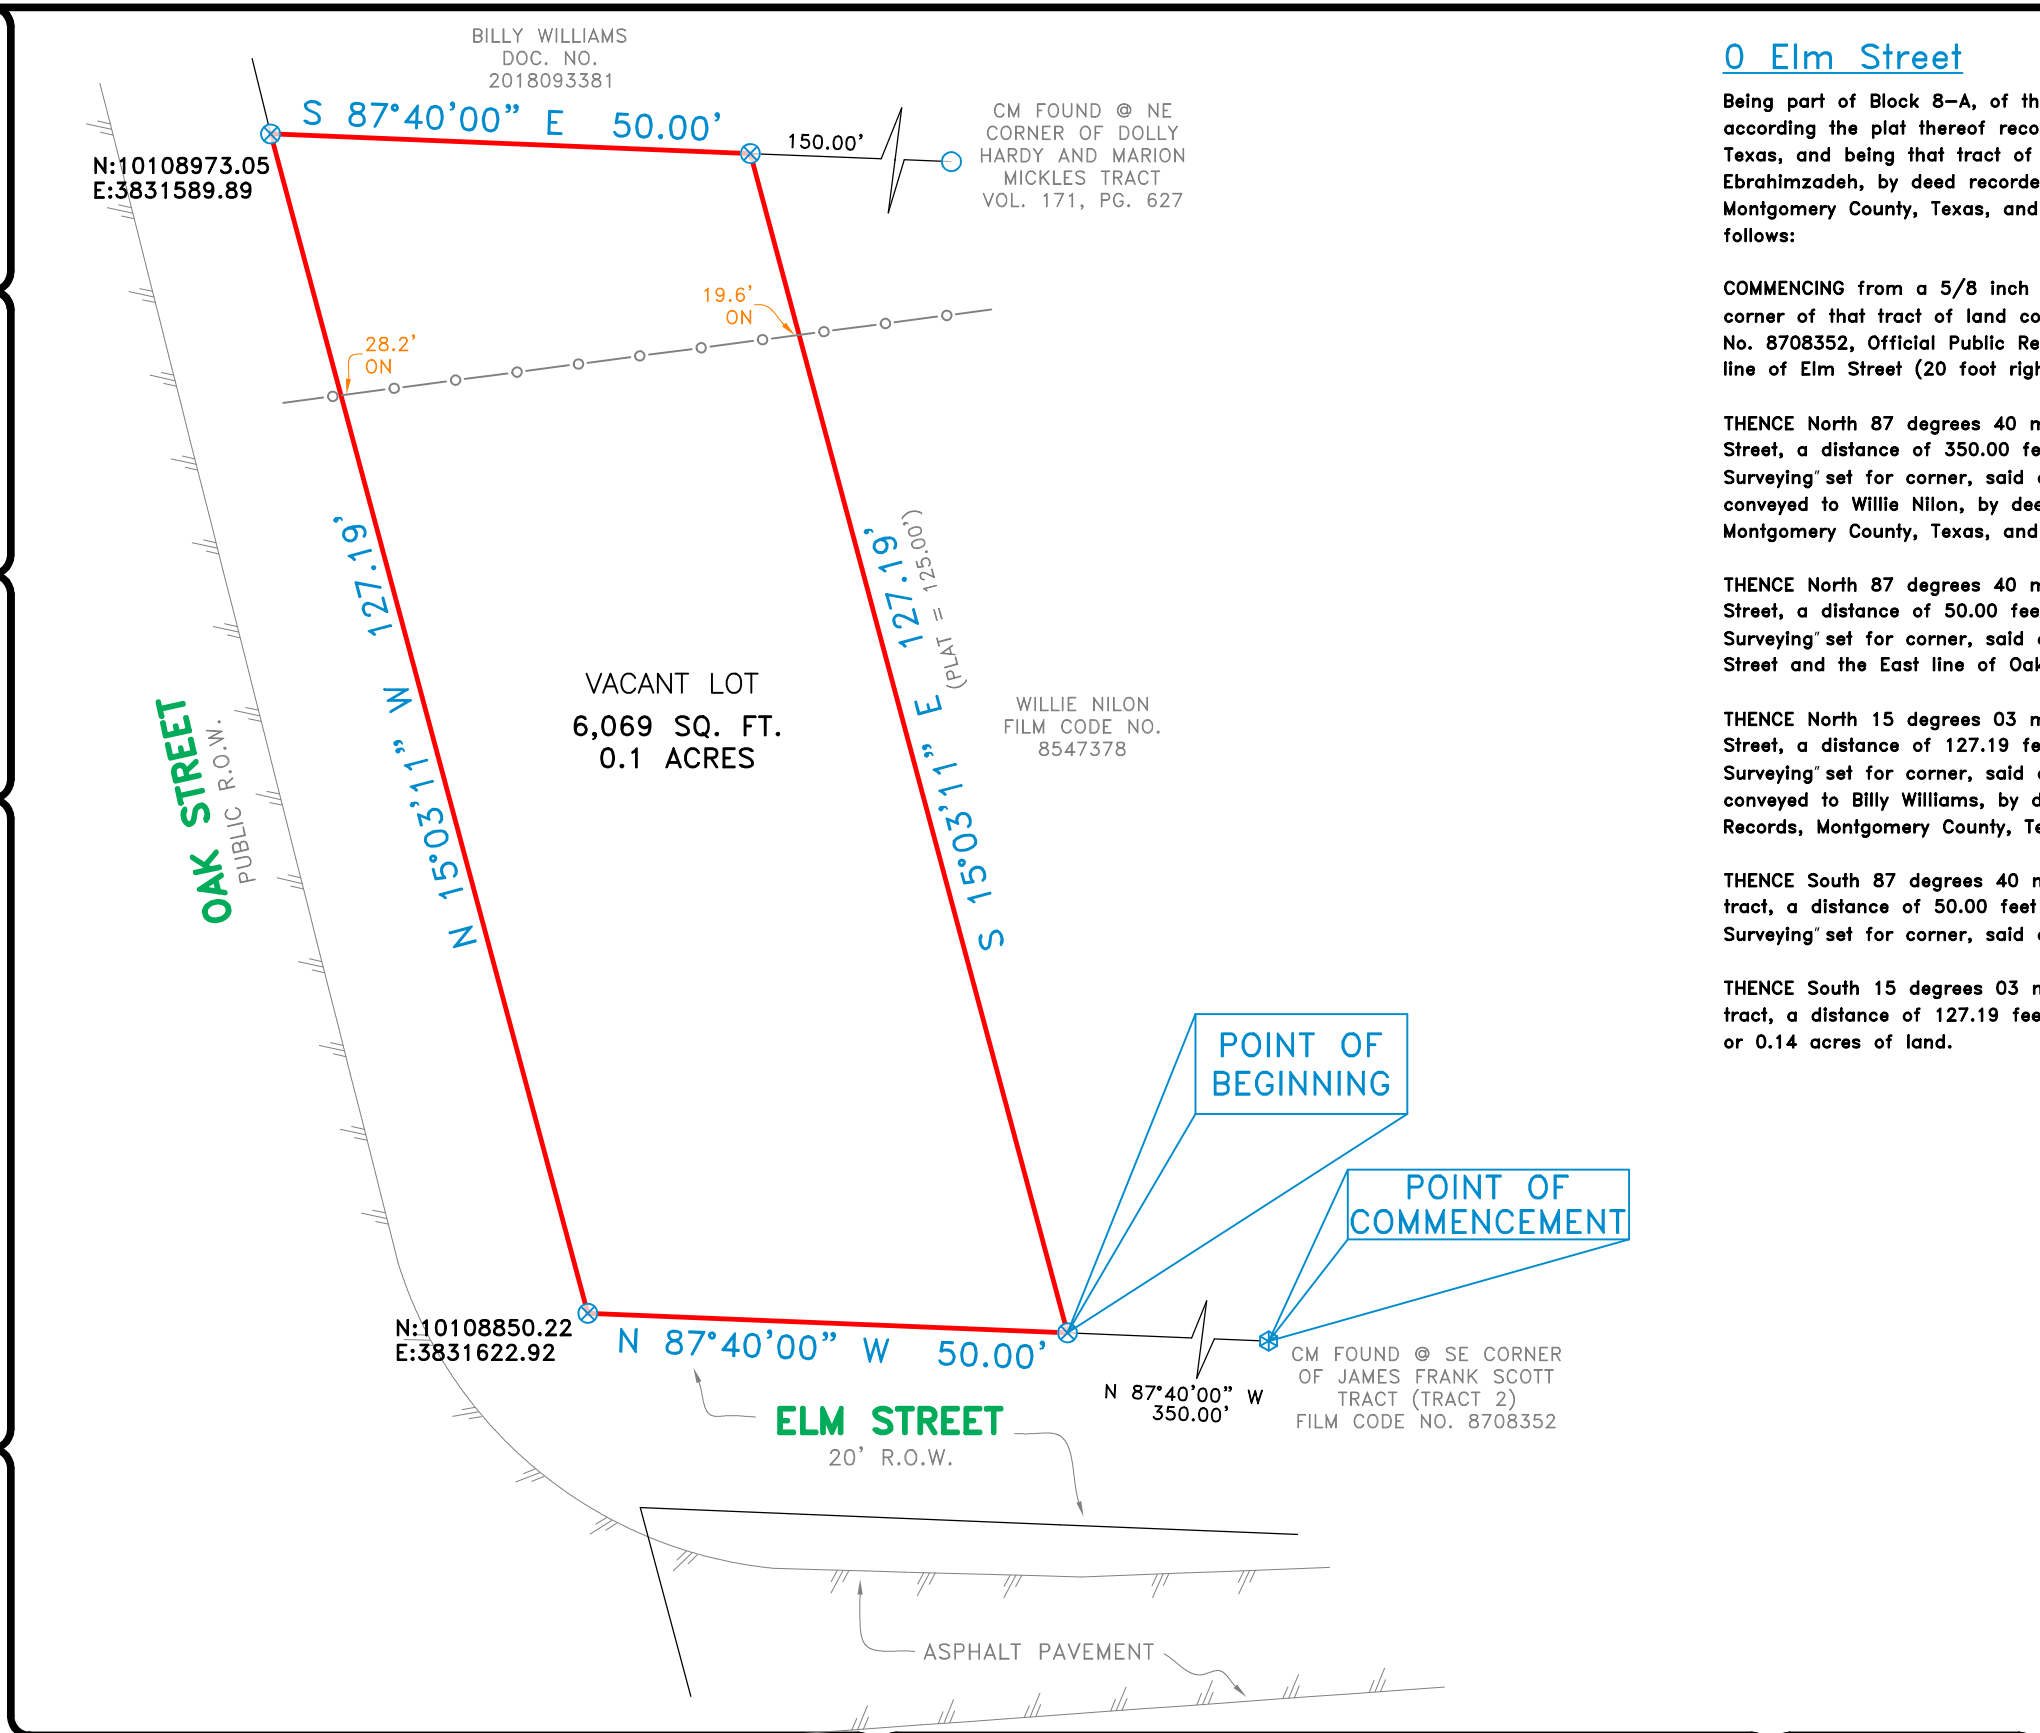 BILLY WILLIAMS
DOC. NO.
2018093381
S 87°40'00" E 50.00'
150.00'
CM FOUND @ NE
CORNER OF DOLLY
HARDY AND MARION
MICKLES TRACT
VOL. 171, PG. 627
N:10108973.05
E:3831589.89
19.6'
ON
28.2'
ON
N 15°03'11" W 127.19'
S 15°03'11" E 127.19'
(PLAT = 125.00')
VACANT LOT
6,069 SQ. FT.
0.1 ACRES
WILLIE NILON
FILM CODE NO.
8547378
OAK STREET
PUBLIC R.O.W.
POINT OF
BEGINNING
POINT OF
COMMENCEMENT
N:10108850.22
E:3831622.92
N 87°40'00" W 50.00'
N 87°40'00" W
350.00'
CM FOUND @ SE CORNER
OF JAMES FRANK SCOTT
TRACT (TRACT 2)
FILM CODE NO. 8708352
ELM STREET
20' R.O.W.
ASPHALT PAVEMENT
0 Elm Street
Being part of Block 8-A, of th
according the plat thereof reco
Texas, and being that tract of
Ebrahimzadeh, by deed recorde
Montgomery County, Texas, and
follows:
COMMENCING from a 5/8 inch
corner of that tract of land co
No. 8708352, Official Public Re
line of Elm Street (20 foot righ
THENCE North 87 degrees 40 m
Street, a distance of 350.00 fe
Surveying" set for corner, said
conveyed to Willie Nilon, by dee
Montgomery County, Texas, and
THENCE North 87 degrees 40 m
Street, a distance of 50.00 fee
Surveying" set for corner, said
Street and the East line of Oak
THENCE North 15 degrees 03 m
Street, a distance of 127.19 fe
Surveying" set for corner, said
conveyed to Billy Williams, by d
Records, Montgomery County, Te
THENCE South 87 degrees 40 m
tract, a distance of 50.00 feet
Surveying" set for corner, said
THENCE South 15 degrees 03 m
tract, a distance of 127.19 fee
or 0.14 acres of land.